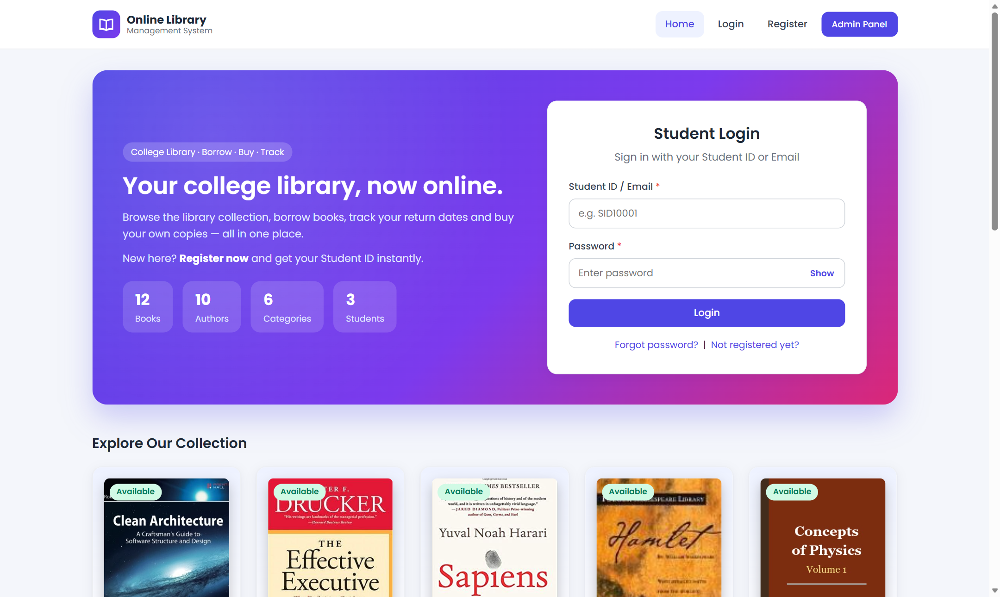 Online Library
Management System
Home
Login
Register
Admin Panel
College Library · Borrow · Buy · Track
Your college library, now online.
Browse the library collection, borrow books, track your return dates and buy
your own copies — all in one place.
New here? Register now and get your Student ID instantly.
12
Books
10
Authors
6
Categories
3
Students
Student Login
Sign in with your Student ID or Email
Student ID / Email *
e.g. SID10001
Password *
Enter password
Show
Login
Forgot password? | Not registered yet?
Explore Our Collection
Available
PRENTICE
HALL
Clean Architecture
A Craftsman's Guide to
Software Structure and Design
Available
TER F.
DRUCKER
"His writings are landmarks of the managerial profession."
—Harvard Business Review
THE
Effective
Executive
Available
MES BESTSELLER
estions of history and of the modern
world, and it is written in unforgettably vivid language."
—JARED DIAMOND, Pulitzer Prize-winning
author of Guns, Germs, and Steel
Yuval Noah Harari
Sapiens
Available
SPEARE LIBRARY
Hamlet
BY WILLIAM SHAKESPEARE
Available
Concepts
of Physics
Volume 1